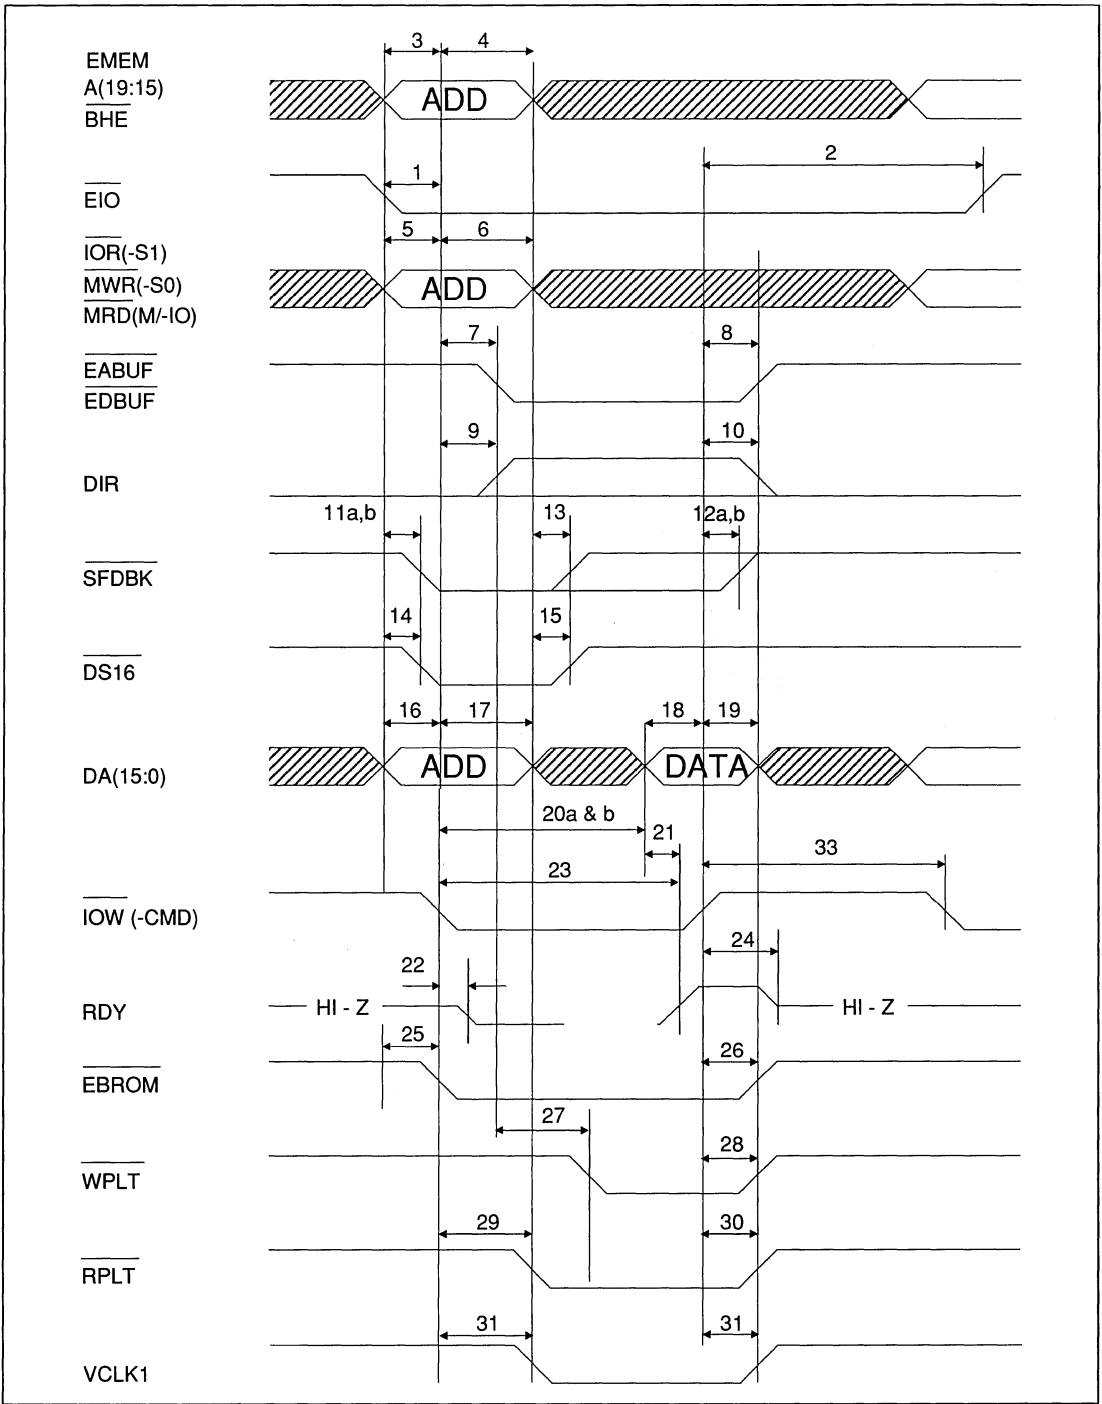 3 4
EMEM
A(19:15)
BHE
ADD
2
1
EIO
5 6
IOR(-S1)
MWR(-S0)
MRD(M/-IO)
ADD
7 8
EABUF
EDBUF
9 10
DIR
11a,b 13 12a,b
SFDBK
14 15
DS16
16 17 18 19
DA(15:0)
ADD DATA
20a & b
21
33
23
IOW (-CMD)
24
22
RDY
HI - Z HI - Z
25 26
EBROM
27
28
WPLT
29 30
RPLT
31 31
VCLK1